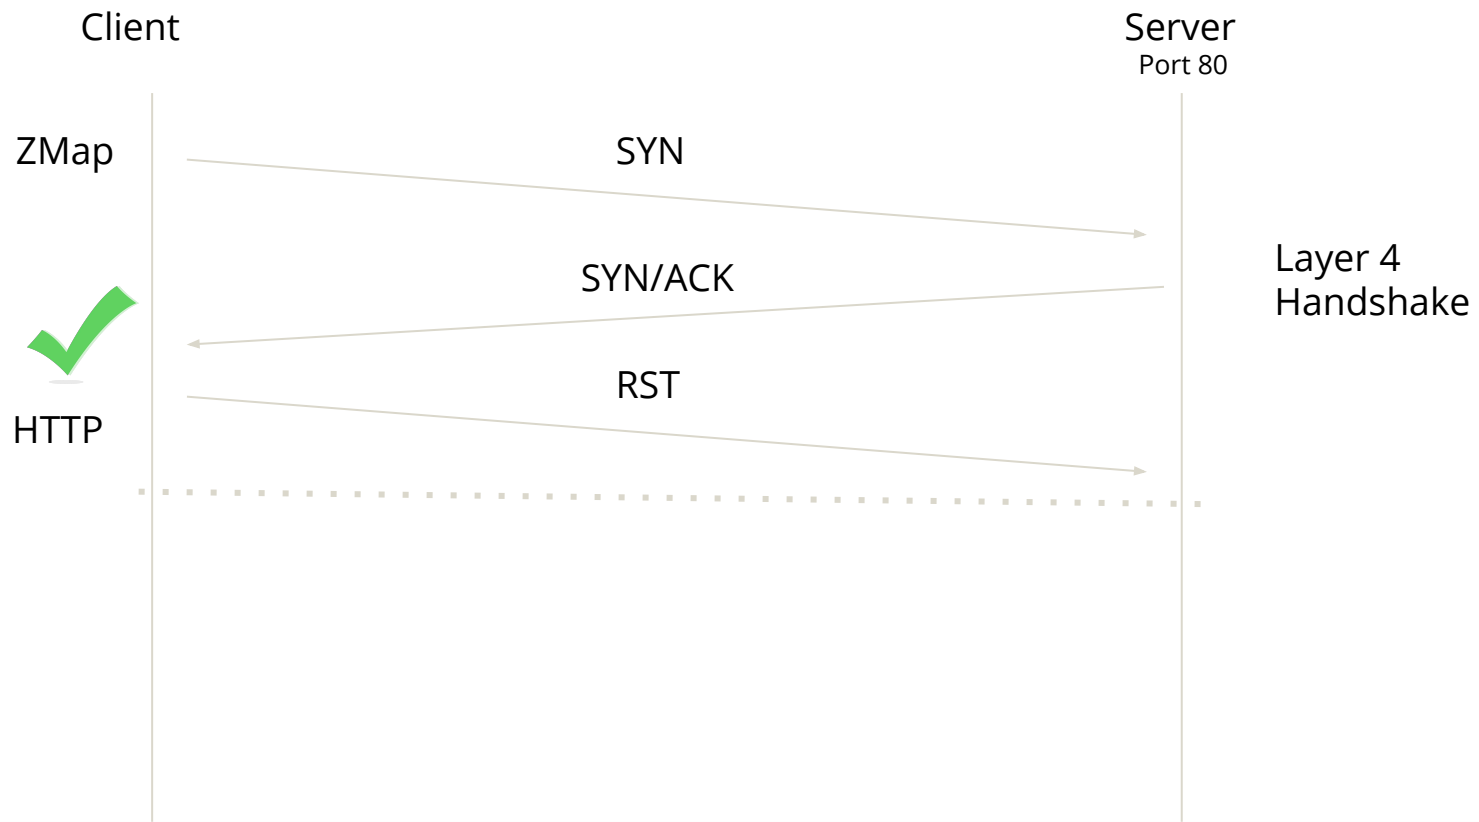 Client
Server
Port 80
ZMap
SYN
Layer 4
Handshake
SYN/ACK
RST
HTTP